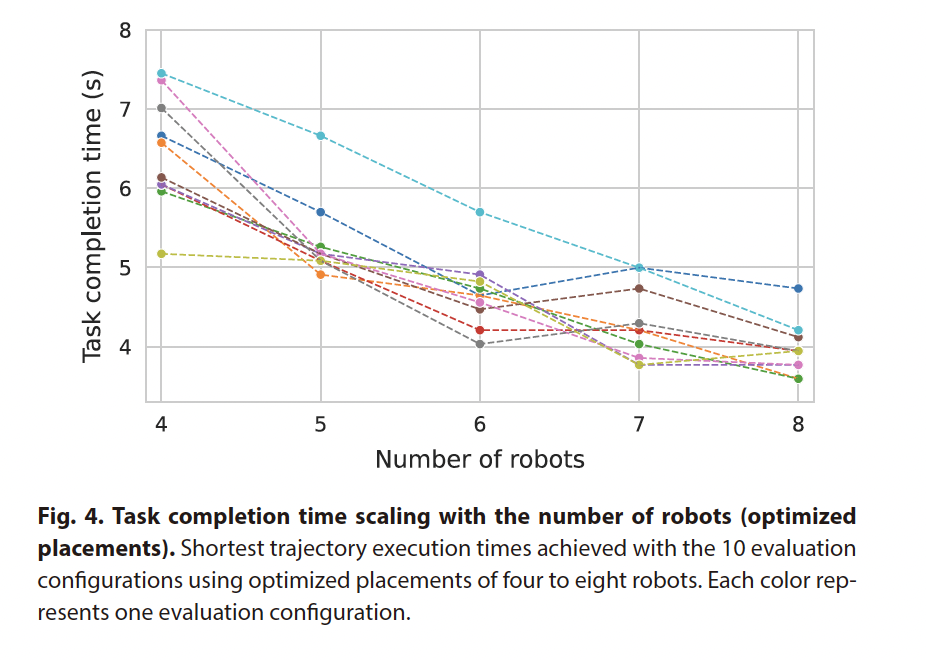 8
7
6
5
4
Task completion time (s)
4 5 6 7 8
Number of robots
Fig. 4. Task completion time scaling with the number of robots (optimized
placements). Shortest trajectory execution times achieved with the 10 evaluation
configurations using optimized placements of four to eight robots. Each color rep-
resents one evaluation configuration.